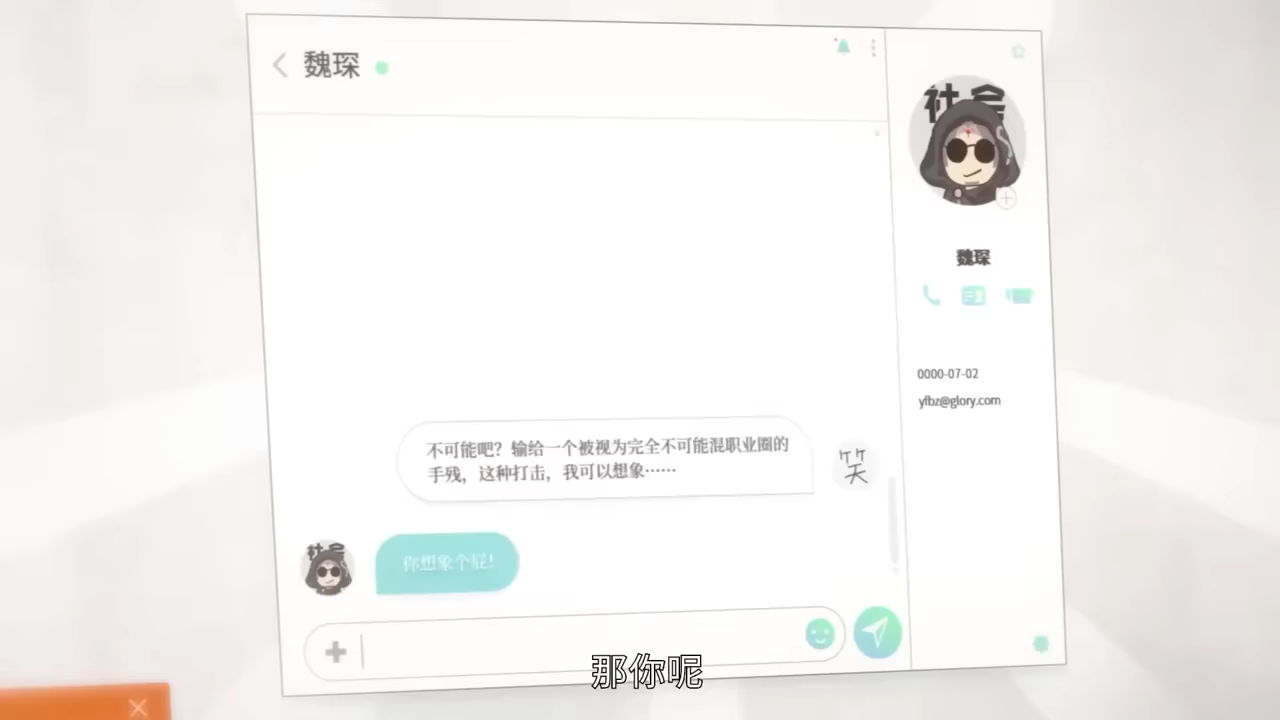 魏琛
社会
魏琛
0000-07-02
yfbz@glory.com
不可能吧？输给一个被视为完全不可能混职业圈的
手残，这种打击，我可以想象……
笑
社会
你想象个屁！
那你呢